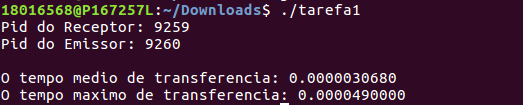 18016568@P167257L:~/Downloads$ ./tarefa1
Pid do Receptor: 9259
Pid do Emissor: 9260
O tempo medio de transferencia: 0.0000030680
O tempo maximo de transferencia: 0.0000490000